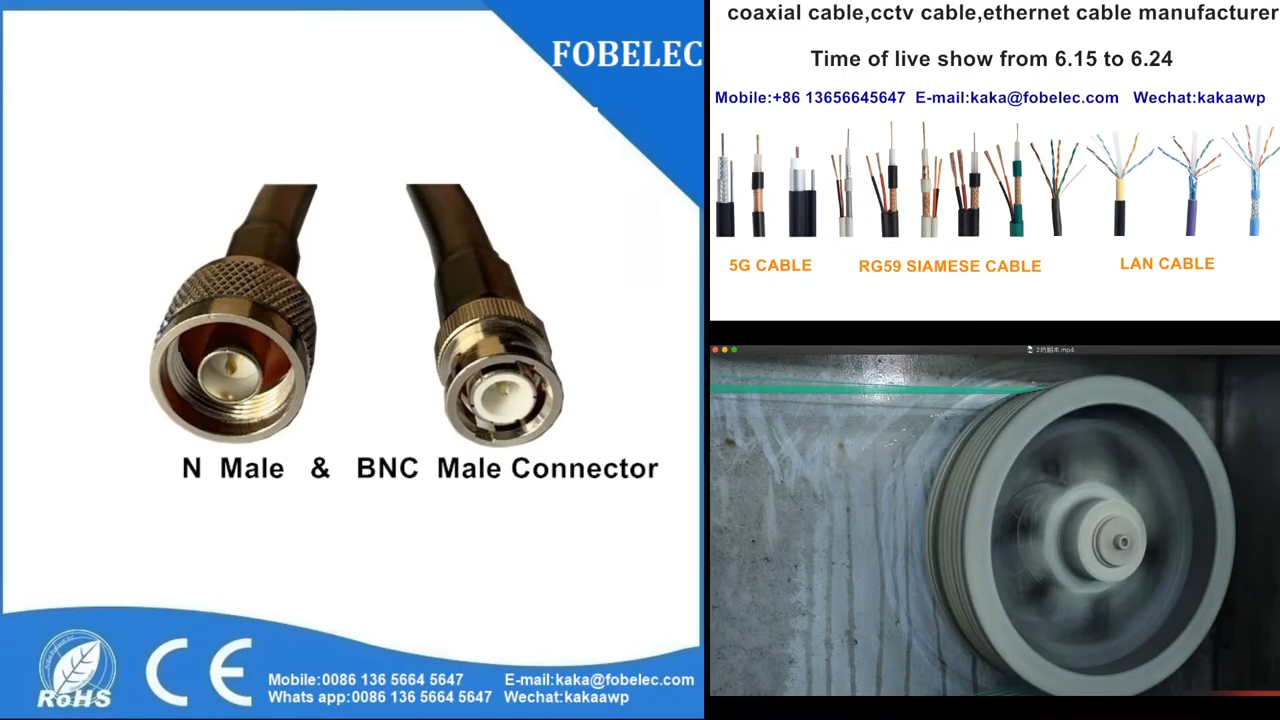 FOBELEC
N Male & BNC Male Connector
RoHS
CE
Mobile:0086 136 5664 5647 E-mail:kaka@fobelec.com
Whats app:0086 136 5664 5647 Wechat:kakaawp
coaxial cable,cctv cable,ethernet cable manufacturer
Time of live show from 6.15 to 6.24
Mobile:+86 13656645647 E-mail:kaka@fobelec.com Wechat:kakaawp
5G CABLE
RG59 SIAMESE CABLE
LAN CABLE